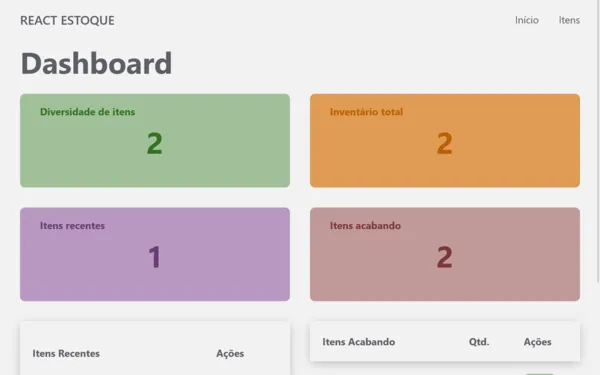 REACT ESTOQUE
Início Itens
Dashboard
Diversidade de itens
2
Inventário total
2
Itens recentes
1
Itens acabando
2
Itens Recentes Ações
Itens Acabando Qtd. Ações